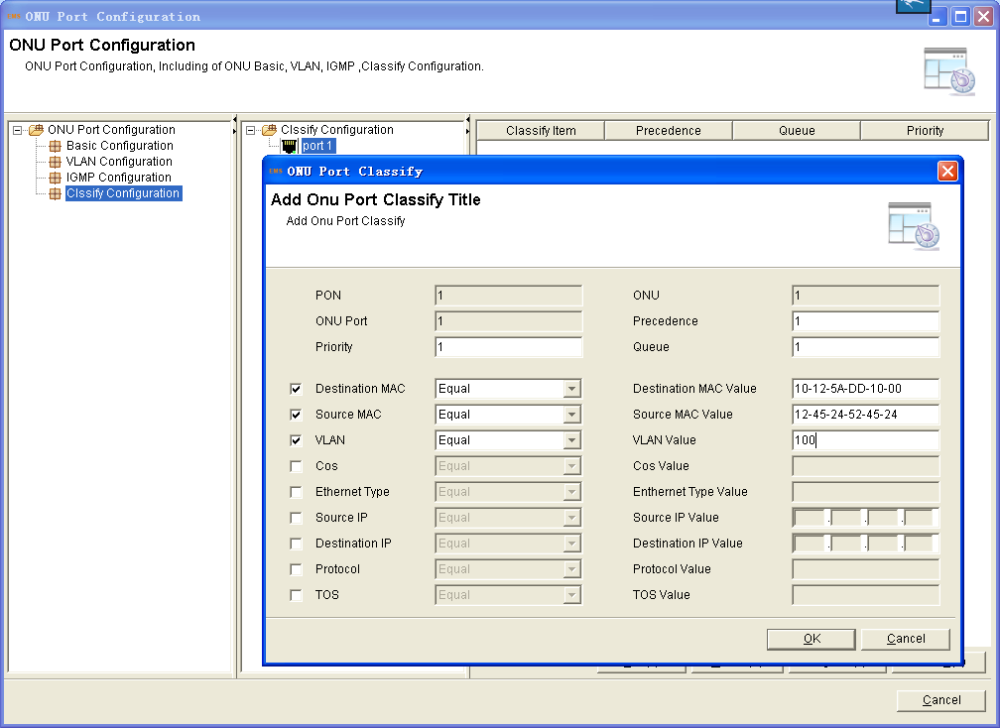 EMS ONU Port Configuration
ONU Port Configuration
ONU Port Configuration, Including of ONU Basic, VLAN, IGMP ,Classify Configuration.
ONU Port Configuration
Basic Configuration
VLAN Configuration
IGMP Configuration
Clssify Configuration
Clssify Configuration
port 1
Classify Item Precedence Queue Priority
EMS ONU Port Classify
Add Onu Port Classify Title
Add Onu Port Classify
PON 1 ONU 1
ONU Port 1 Precedence 1
Priority 1 Queue 1
Destination MAC Equal Destination MAC Value 10-12-5A-DD-10-00
Source MAC Equal Source MAC Value 12-45-24-52-45-24
VLAN Equal VLAN Value 100
Cos Equal Cos Value
Ethernet Type Equal Enthernet Type Value
Source IP Equal Source IP Value . . .
Destination IP Equal Destination IP Value . . .
Protocol Equal Protocol Value
TOS Equal TOS Value
OK Cancel
Cancel